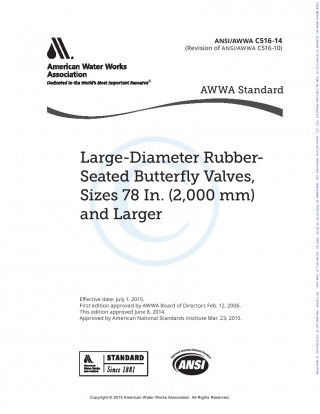 ANSI/AWWA C516-14
(Revision of ANSI/AWWA C516-10)
American Water Works
Association
Dedicated to the World's Most Important Resource®
AWWA Standard
Large-Diameter Rubber-
Seated Butterfly Valves,
Sizes 78 In. (2,000 mm)
and Larger
©
Effective date: July 1, 2015.
First edition approved by AWWA Board of Directors Feb. 12, 2006.
This edition approved June 8, 2014.
Approved by American National Standards Institute Mar. 23, 2015.
American Water Works
Association
STANDARD
Since 1881
ANSI
Copyright © 2015 American Water Works Association. All Rights Reserved.